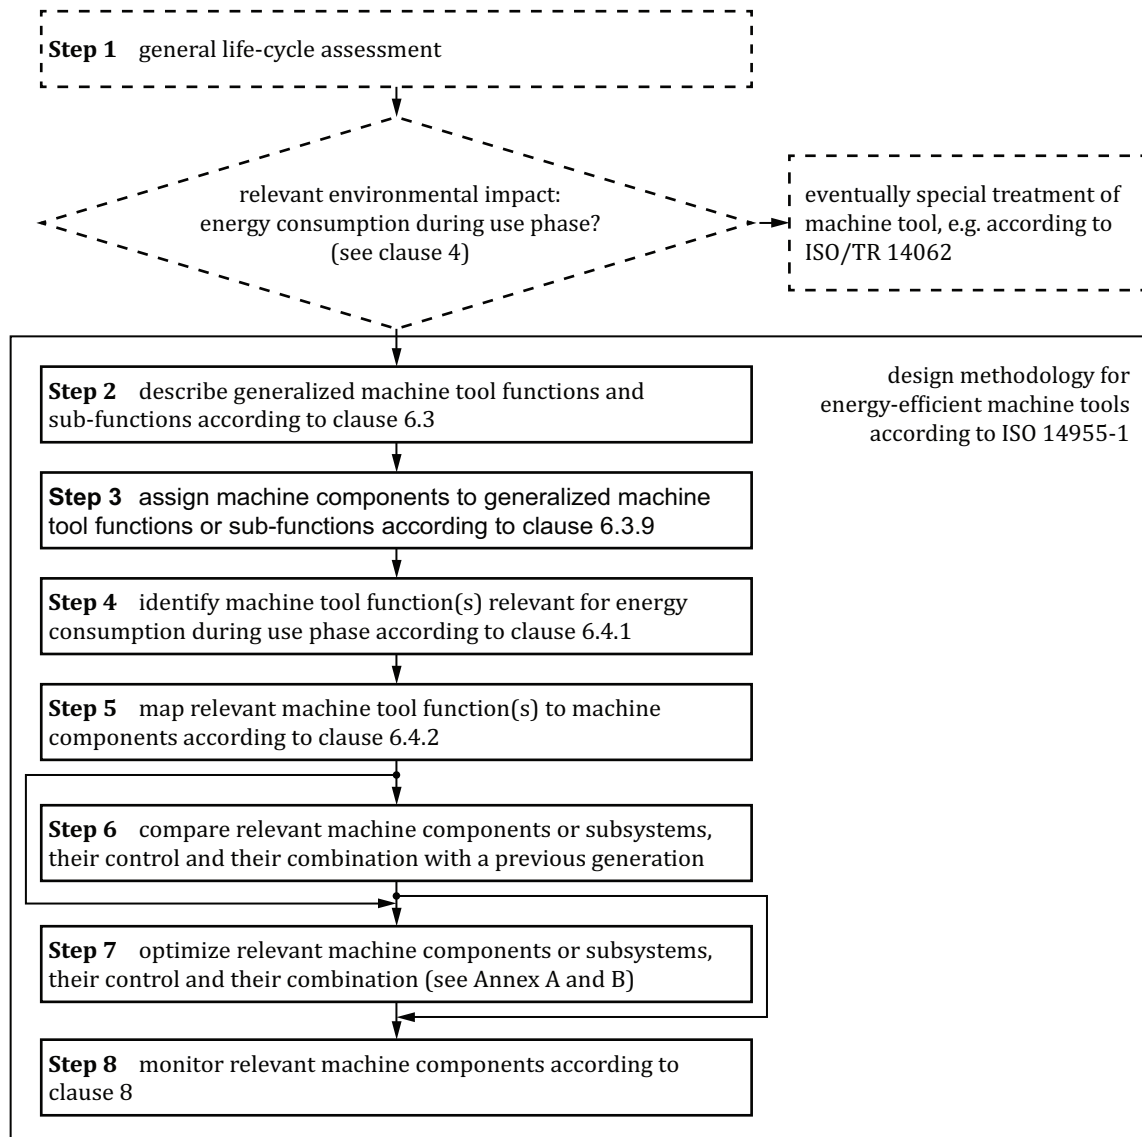 Step 1 general life-cycle assessment
relevant environmental impact:
energy consumption during use phase?
(see clause 4)
eventually special treatment of
machine tool, e.g. according to
ISO/TR 14062
design methodology for
energy-efficient machine tools
according to ISO 14955-1
Step 2 describe generalized machine tool functions and
sub-functions according to clause 6.3
Step 3 assign machine components to generalized machine
tool functions or sub-functions according to clause 6.3.9
Step 4 identify machine tool function(s) relevant for energy
consumption during use phase according to clause 6.4.1
Step 5 map relevant machine tool function(s) to machine
components according to clause 6.4.2
Step 6 compare relevant machine components or subsystems,
their control and their combination with a previous generation
Step 7 optimize relevant machine components or subsystems,
their control and their combination (see Annex A and B)
Step 8 monitor relevant machine components according to
clause 8